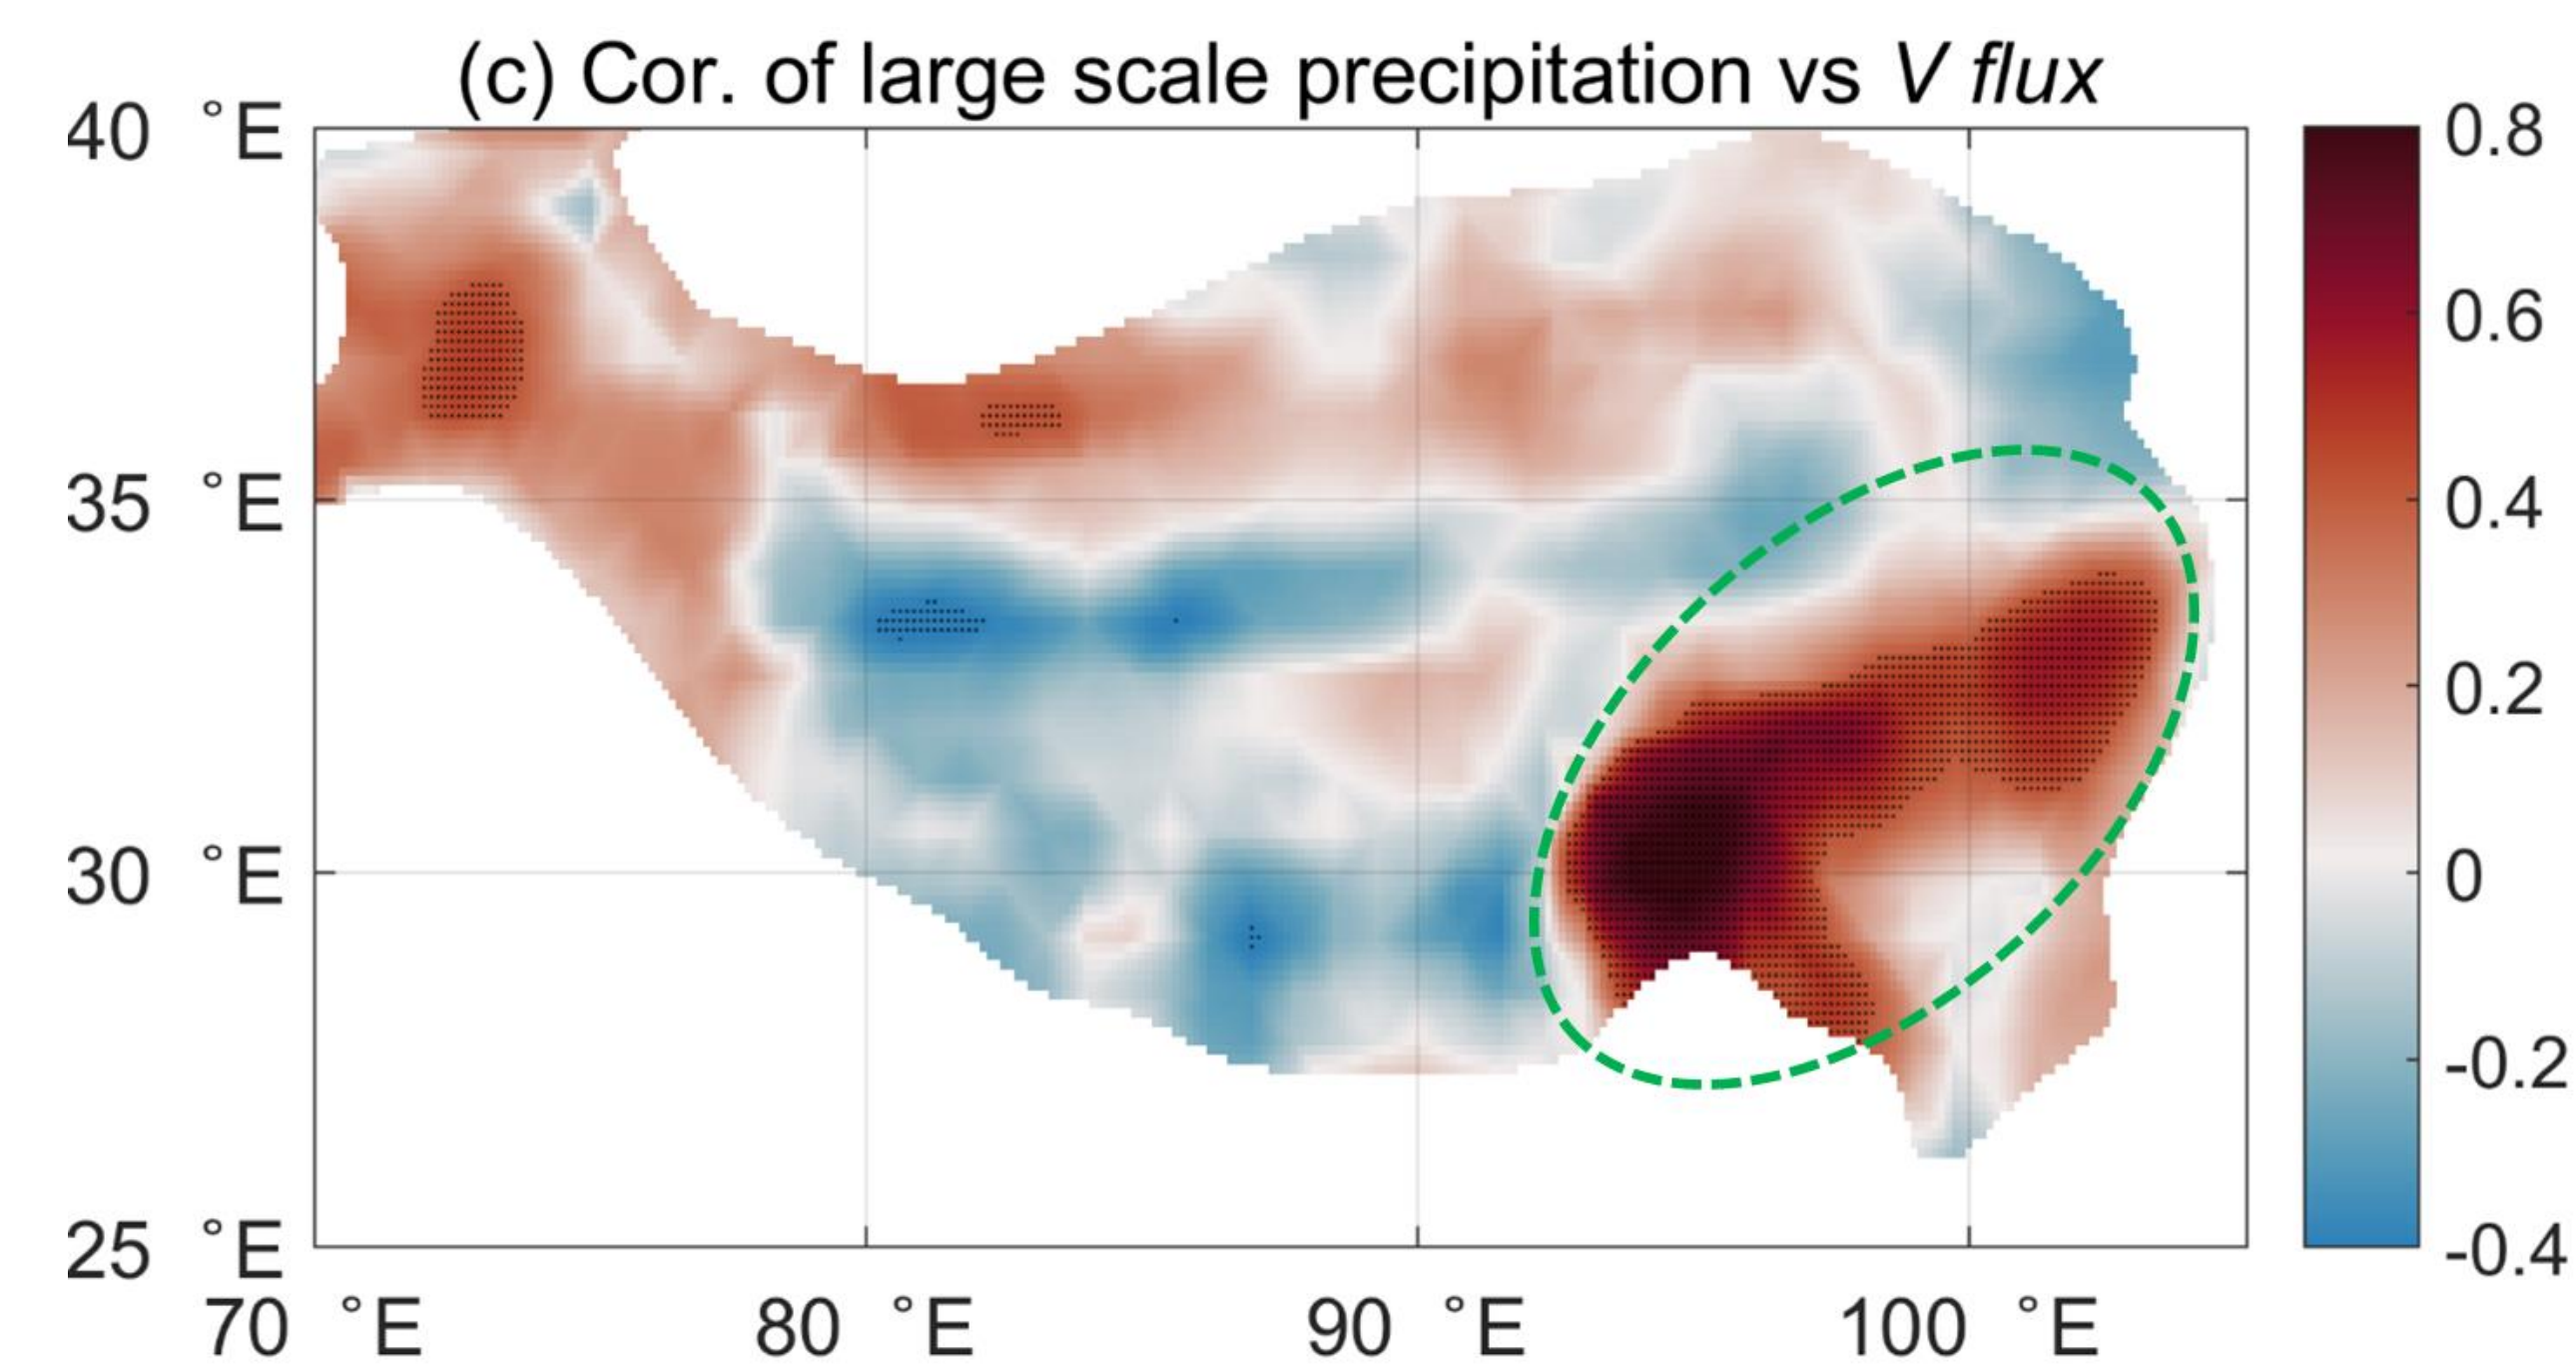 (c) Cor. of large scale precipitation vs V flux
40 °E
35 °E
30 °E
25 °E
70 °E 80 °E 90 °E 100 °E
0.8
0.6
0.4
0.2
0
-0.2
-0.4